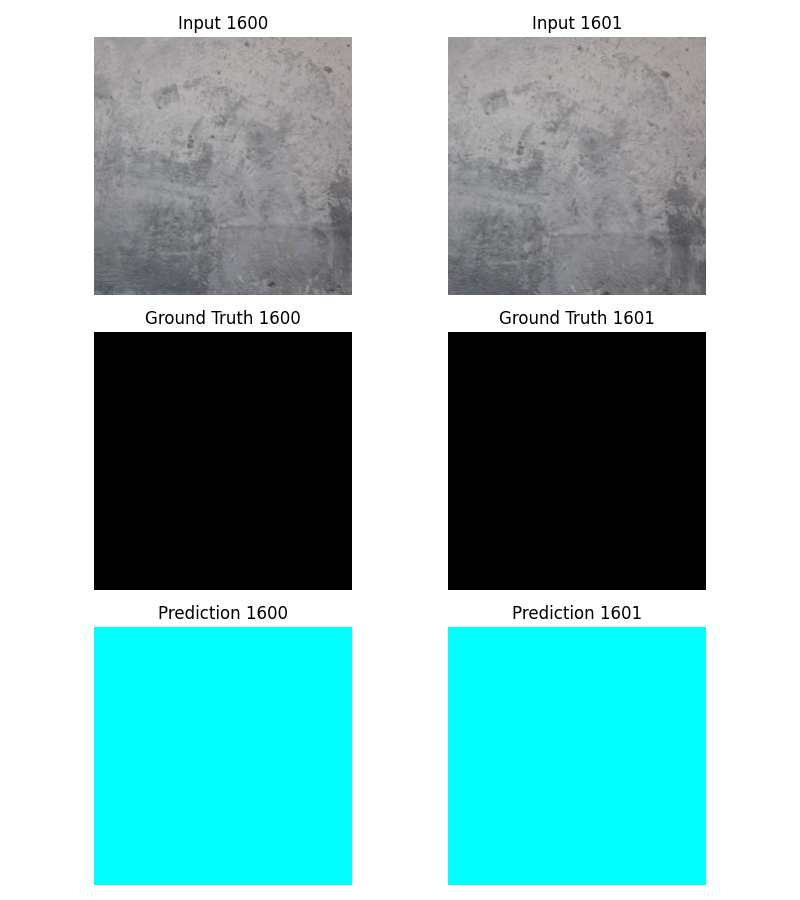 Input 1600
Input 1601
Ground Truth 1600
Ground Truth 1601
Prediction 1600
Prediction 1601